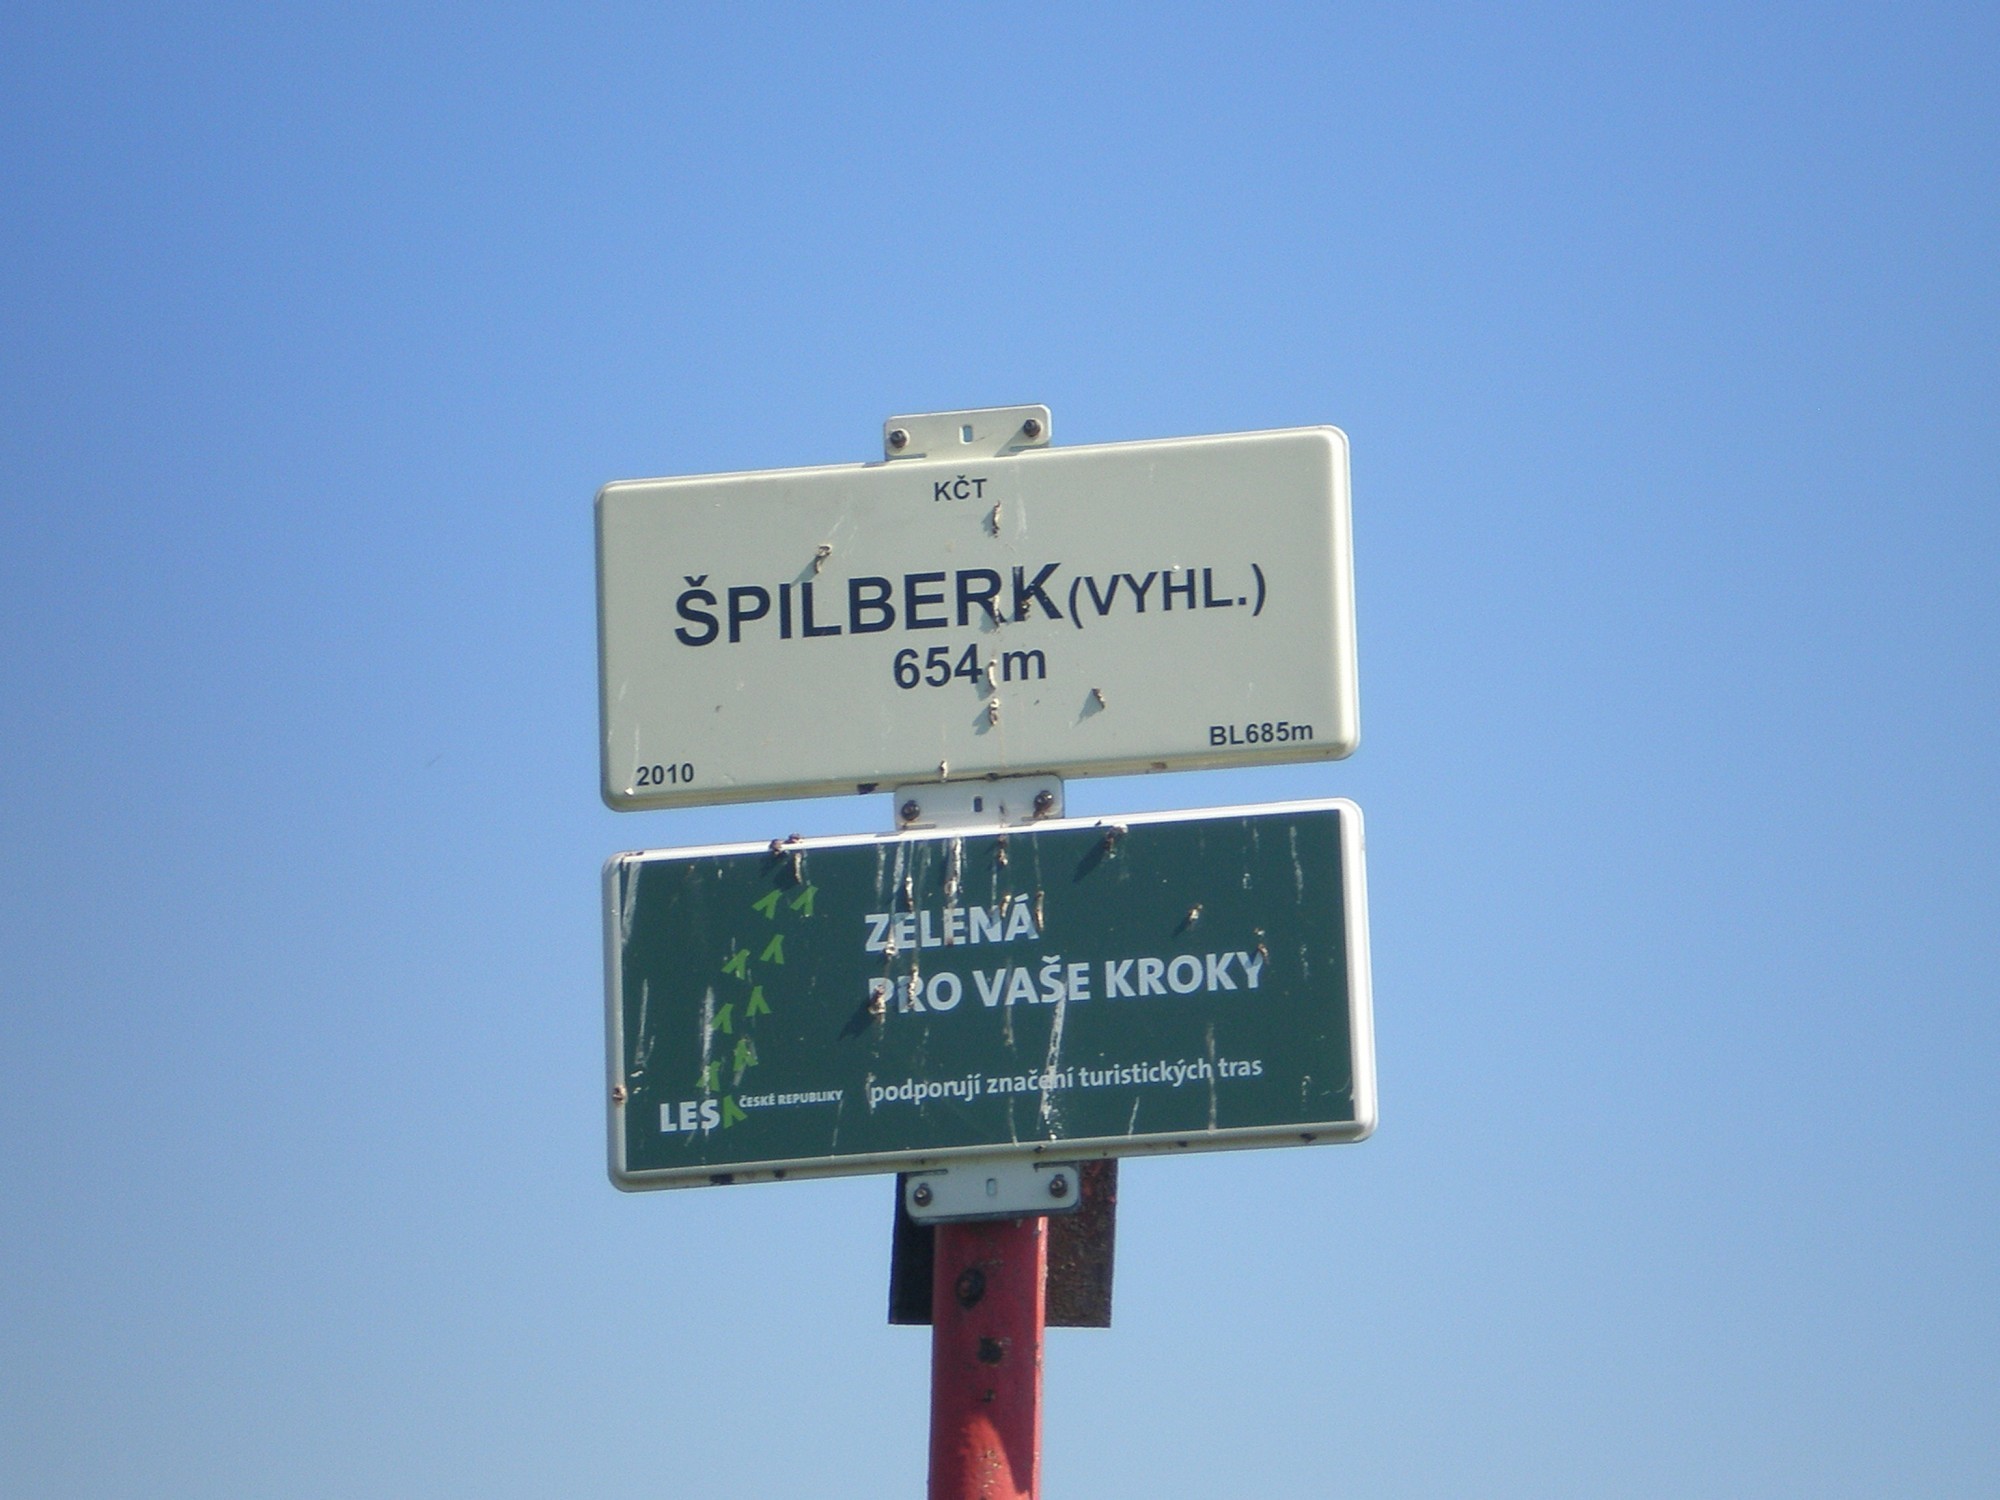 KČT
ŠPILBERK (VYHL.)
654 m
BL685m
2010
ZELENÁ
PRO VAŠE KROKY
LESY ČESKÉ REPUBLIKY
podporují značení turistických tras